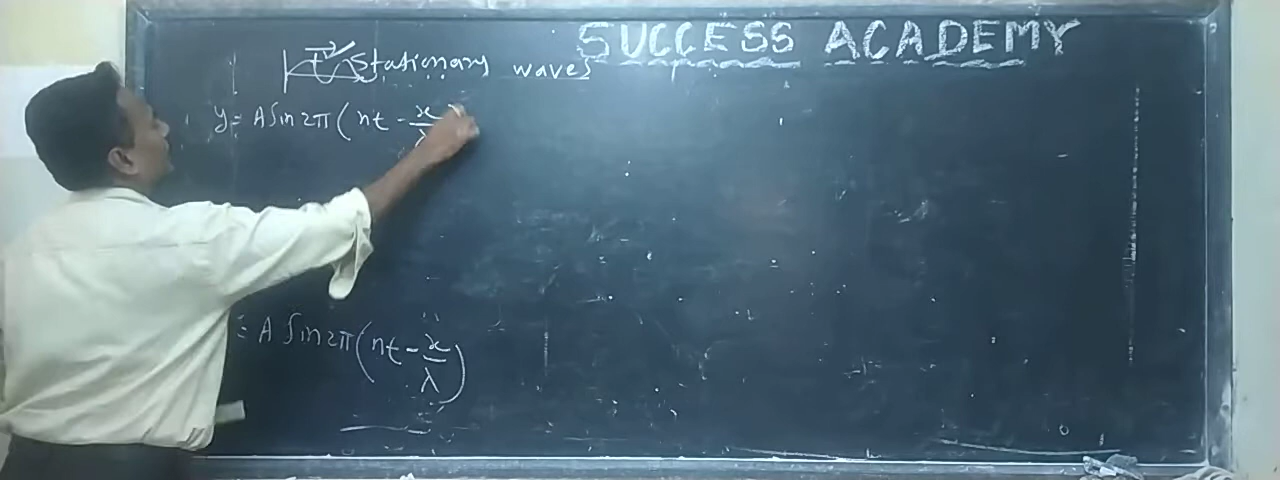 SUCCESS ACADEMY
Stationary waves
y = A Sin 2π ( nt - x/λ )
= A Sin 2π ( nt - x/λ )